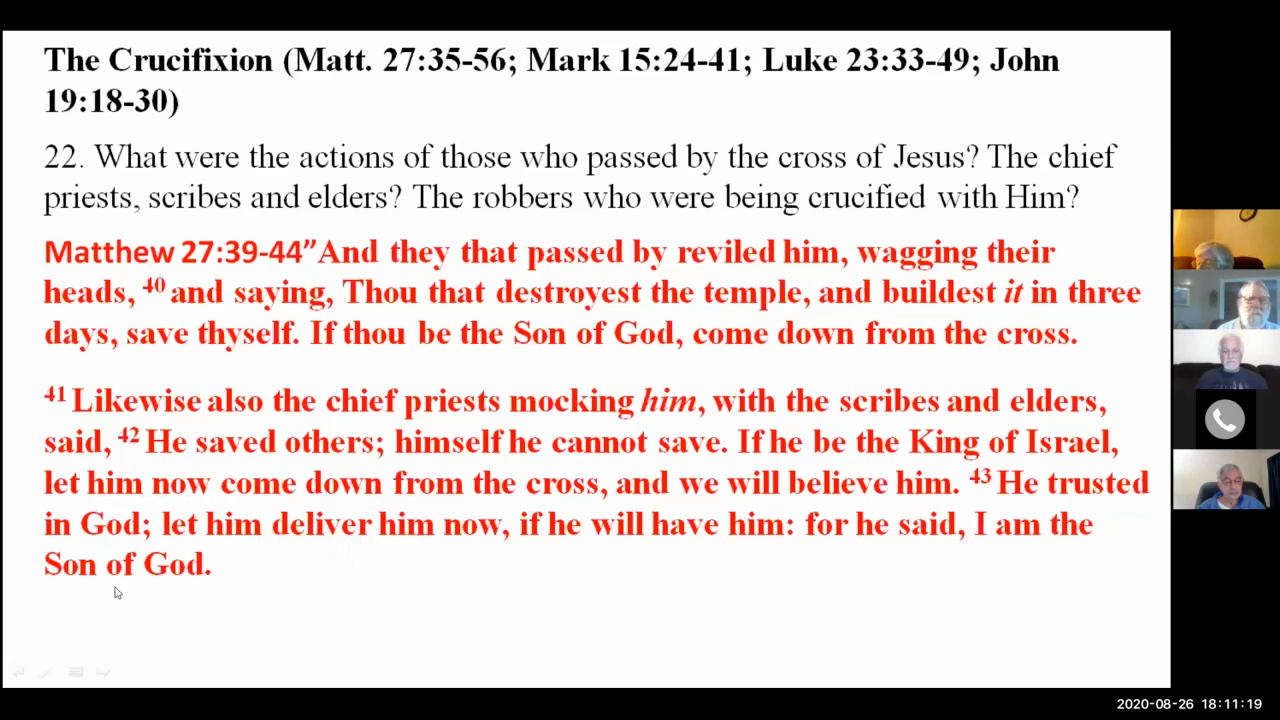 The Crucifixion (Matt. 27:35-56; Mark 15:24-41; Luke 23:33-49; John
19:18-30)
22. What were the actions of those who passed by the cross of Jesus? The chief
priests, scribes and elders? The robbers who were being crucified with Him?
Matthew 27:39-44”And they that passed by reviled him, wagging their
heads, 40 and saying, Thou that destroyest the temple, and buildest it in three
days, save thyself. If thou be the Son of God, come down from the cross.
41 Likewise also the chief priests mocking him, with the scribes and elders,
said, 42 He saved others; himself he cannot save. If he be the King of Israel,
let him now come down from the cross, and we will believe him. 43 He trusted
in God; let him deliver him now, if he will have him: for he said, I am the
Son of God.
2020-08-26 18:11:19